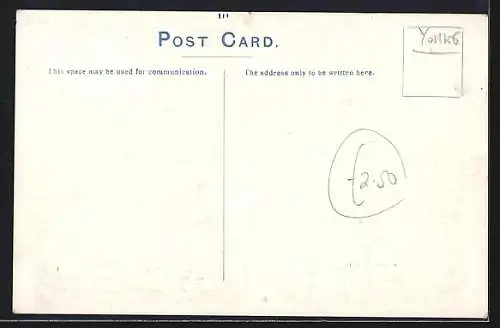 POST CARD.
This space may be used for communication.
The address only to be written here.
YORKS
£2.50